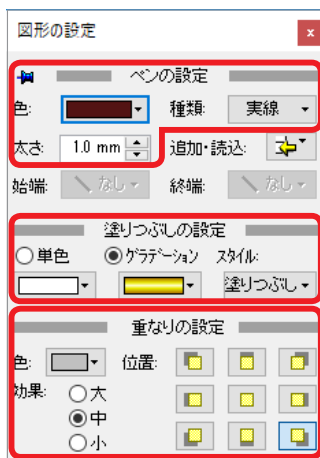 図形の設定 x
ペンの設定
色: 種類: 実線
太さ: 1.0 mm 追加・読込:
始端: なし 終端: なし
塗りつぶしの設定
単色 グラデーション スタイル:
塗りつぶし
重なりの設定
色: 位置:
効果: 大
中
小